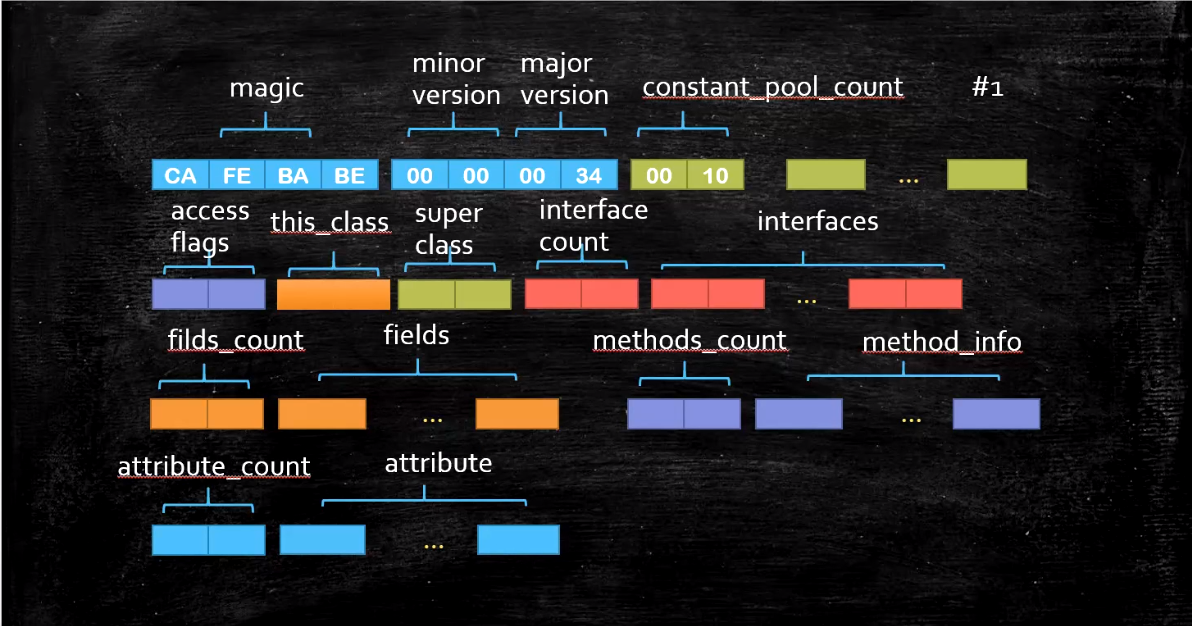 magic
minor
version
major
version
constant_pool_count
#1
CA FE BA BE 00 00 00 34 00 10 ...
access
flags
this_class
super
class
interface
count
interfaces
...
filds_count
fields
methods_count
method_info
... ...
attribute_count
attribute
...